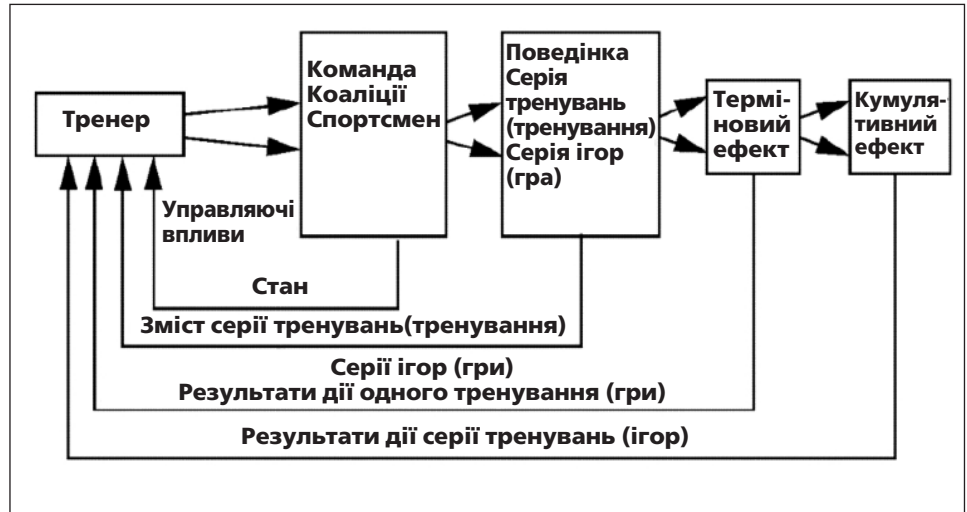 Тренер
Команда
Коаліції
Спортсмен
Поведінка
Серія
тренувань
(тренування)
Серія ігор
(гра)
Термі-
новий
ефект
Кумуля-
тивний
ефект
Управляючі
впливи
Стан
Зміст серії тренувань(тренування)
Серії ігор (гри)
Результати дії одного тренування (гри)
Результати дії серії тренувань (ігор)